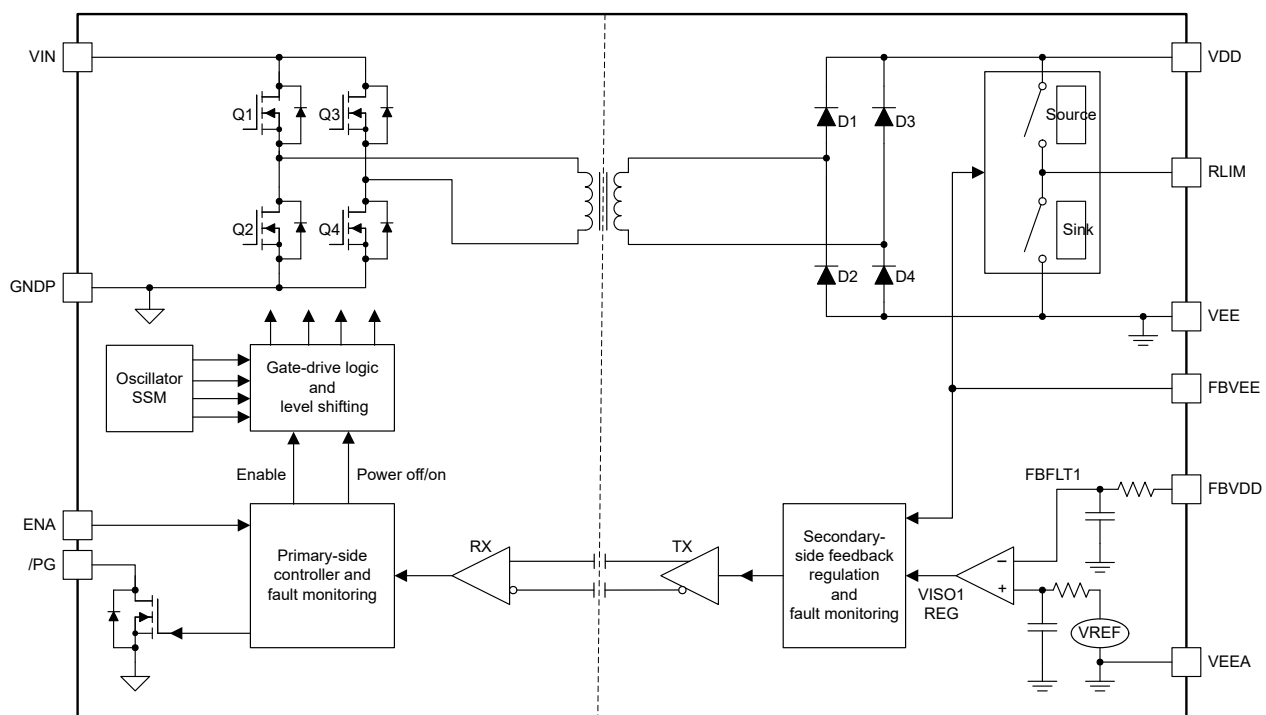 VIN
VDD
Q1
Q3
D1
D3
Source
RLIM
Q2
Q4
Sink
GNDP
D2
D4
VEE
Oscillator
SSM
Gate-drive logic
and
level shifting
FBVEE
Enable
Power off/on
FBFLT1
FBVDD
ENA
/PG
Primary-side
controller and
fault monitoring
RX
TX
Secondary-
side feedback
regulation
and
fault monitoring
VISO1
REG
−
+
VREF
VEEA